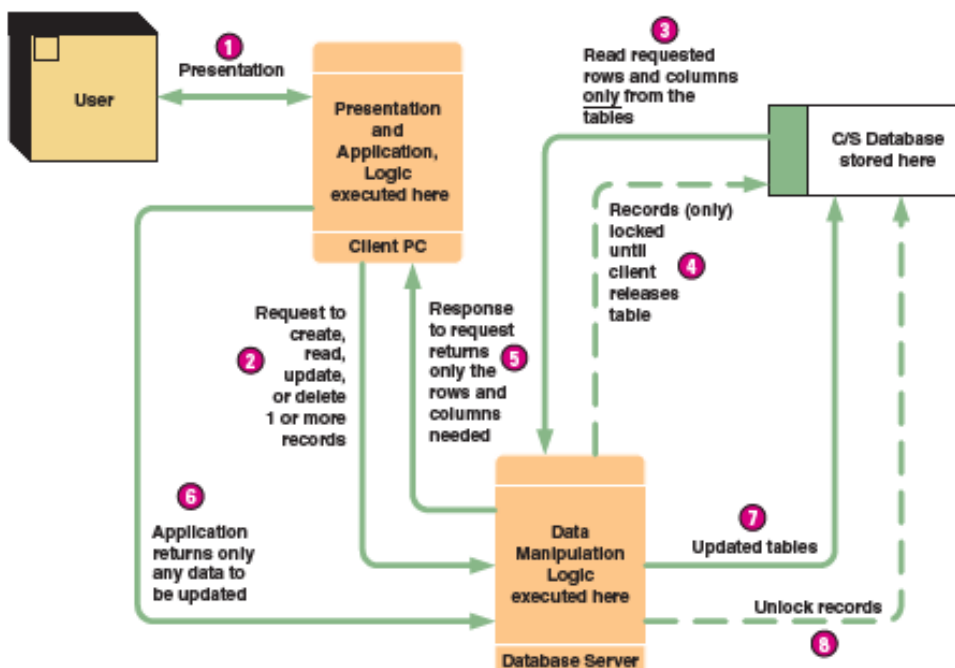 User
1
Presentation
Presentation
and
Application,
Logic
executed here
Client PC
3
Read requested
rows and columns
only from the
tables
C/S Database
stored here
Records (only)
locked
until
client
releases
table
4
2
Request to
create,
read,
update,
or delete
1 or more
records
Response
to request
returns
only the
rows and
columns
needed
5
6
Application
returns only
any data to
be updated
Data
Manipulation
Logic
executed here
Database Server
7
Updated tables
Unlock records
8